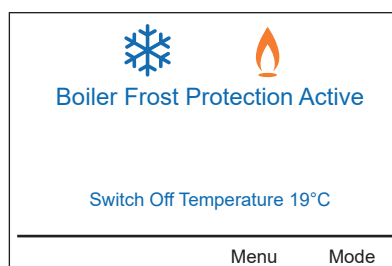 Boiler Frost Protection Active
Switch Off Temperature 19°C
Menu Mode